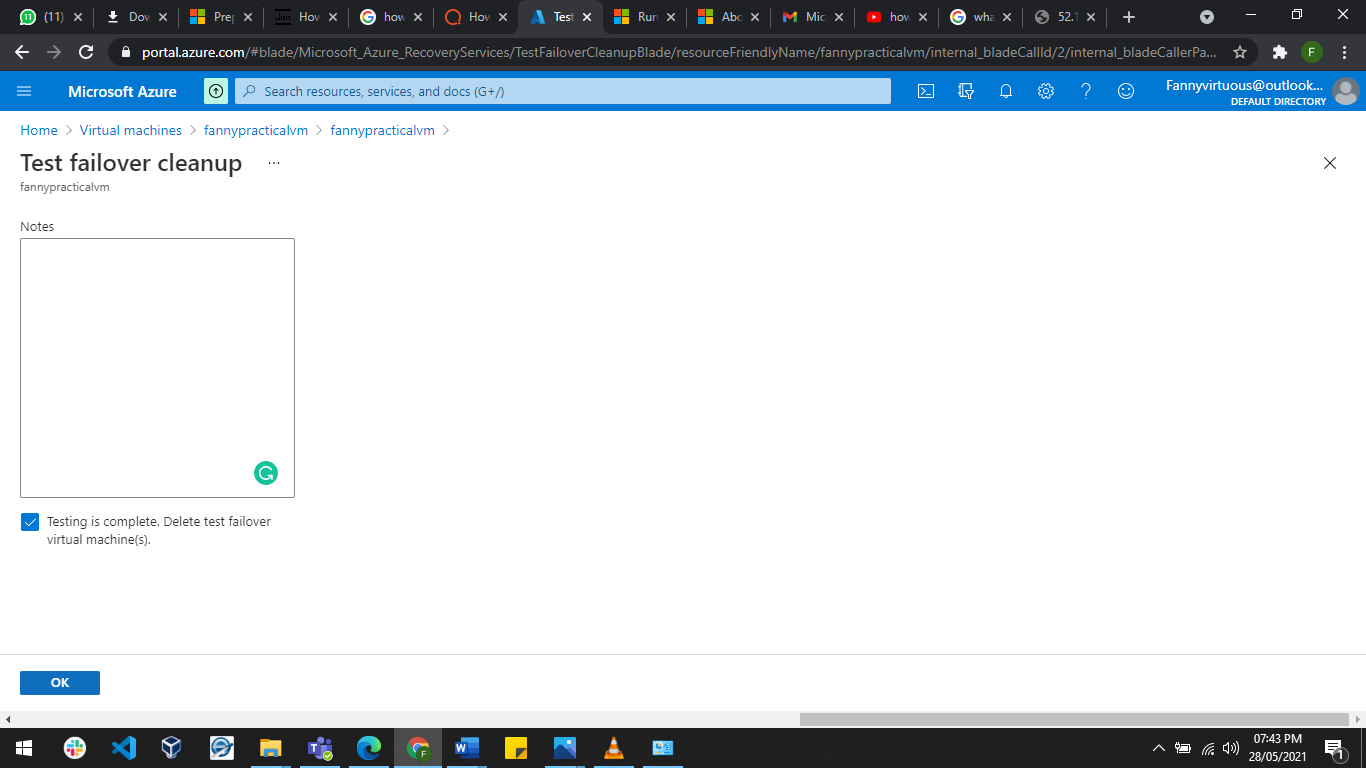 (11)
Dow
Prep
Jan
How
how
How
Test
Run
Abc
Mic
how
wha
52.1
portal.azure.com/#blade/Microsoft_Azure_RecoveryServices/TestFailoverCleanupBlade/resourceFriendlyName/fannypracticalvm/internal_bladeCallId/2/internal_bladeCallerPa...
F
Microsoft Azure
Search resources, services, and docs (G+/)
Fannyvirtuous@outlook...
DEFAULT DIRECTORY
Home > Virtual machines > fannypracticalvm > fannypracticalvm >
Test failover cleanup ...
fannypracticalvm
Notes
Testing is complete. Delete test failover
virtual machine(s).
OK
07:43 PM
28/05/2021
1